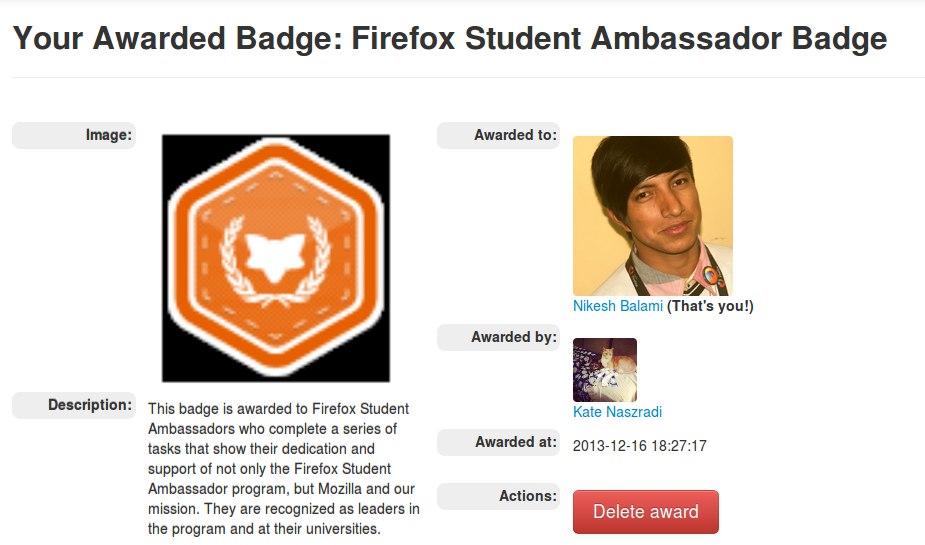 Your Awarded Badge: Firefox Student Ambassador Badge
Image:
Description:
This badge is awarded to Firefox Student
Ambassadors who complete a series of
tasks that show their dedication and
support of not only the Firefox Student
Ambassador program, but Mozilla and our
mission. They are recognized as leaders in
the program and at their universities.
Awarded to:
Nikesh Balami (That's you!)
Awarded by:
Kate Naszradi
Awarded at:
2013-12-16 18:27:17
Actions:
Delete award